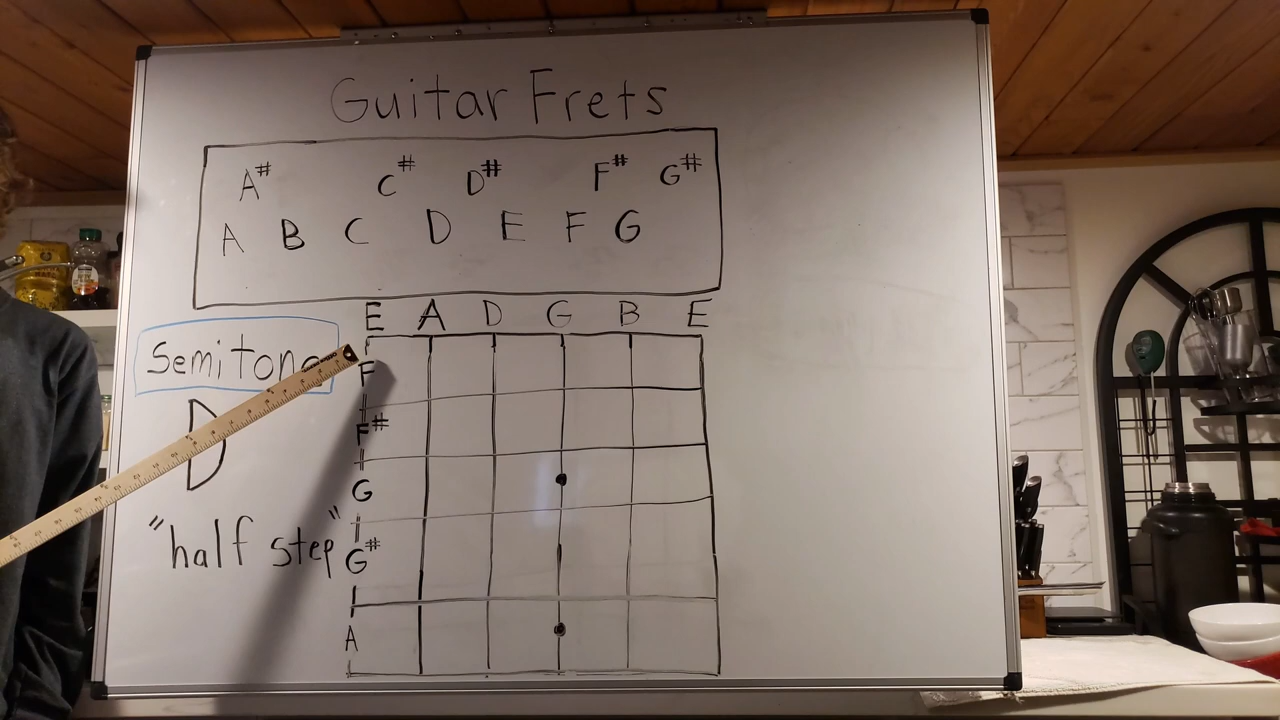 Guitar Frets
A# C# D# F# G#
A B C D E F G
E A D G B E
Semitone
F
D
F#
G
"half step"
G#
A